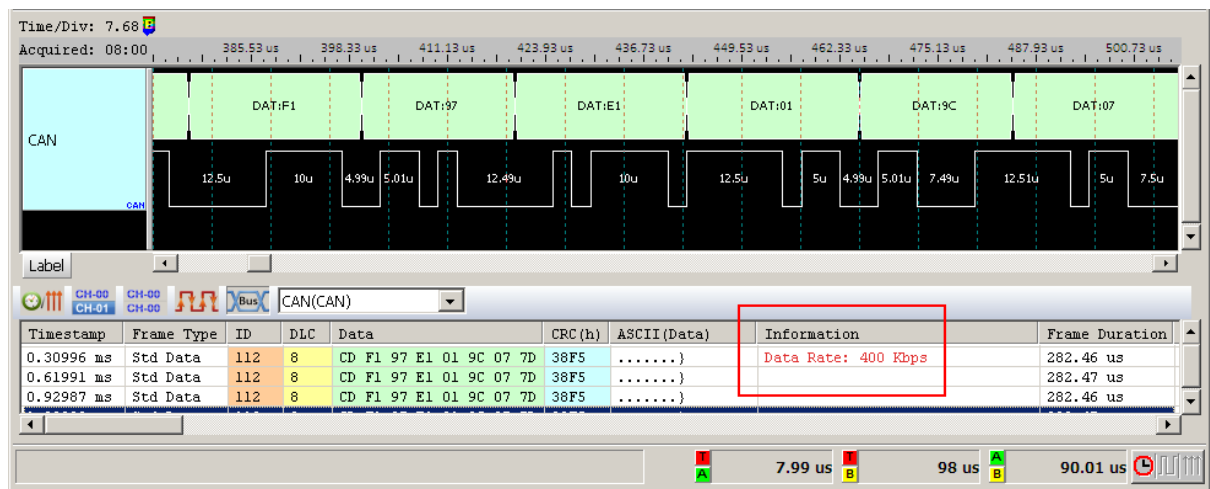 Time/Div: 7.68
Acquired: 08:00 385.53 us 398.33 us 411.13 us 423.93 us 436.73 us 449.53 us 462.33 us 475.13 us 487.93 us 500.73 us
DAT:F1 DAT:97 DAT:E1 DAT:01 DAT:9C DAT:07
CAN
12.5u 10u 4.99u 5.01u 12.49u 10u 12.5u 5u 4.99u 5.01u 7.49u 12.51u 5u 7.5u
CAN
Label
CH-00 CH-00
CH-01 CH-00 Bus CAN(CAN)
Timestamp Frame Type ID DLC Data CRC(h) ASCII(Data) Information Frame Duration
0.30996 ms Std Data 112 8 CD F1 97 E1 01 9C 07 7D 38F5 .......} Data Rate: 400 Kbps 282.46 us
0.61991 ms Std Data 112 8 CD F1 97 E1 01 9C 07 7D 38F5 .......} 282.47 us
0.92987 ms Std Data 112 8 CD F1 97 E1 01 9C 07 7D 38F5 .......} 282.46 us
T A 7.99 us T B 98 us A B 90.01 us